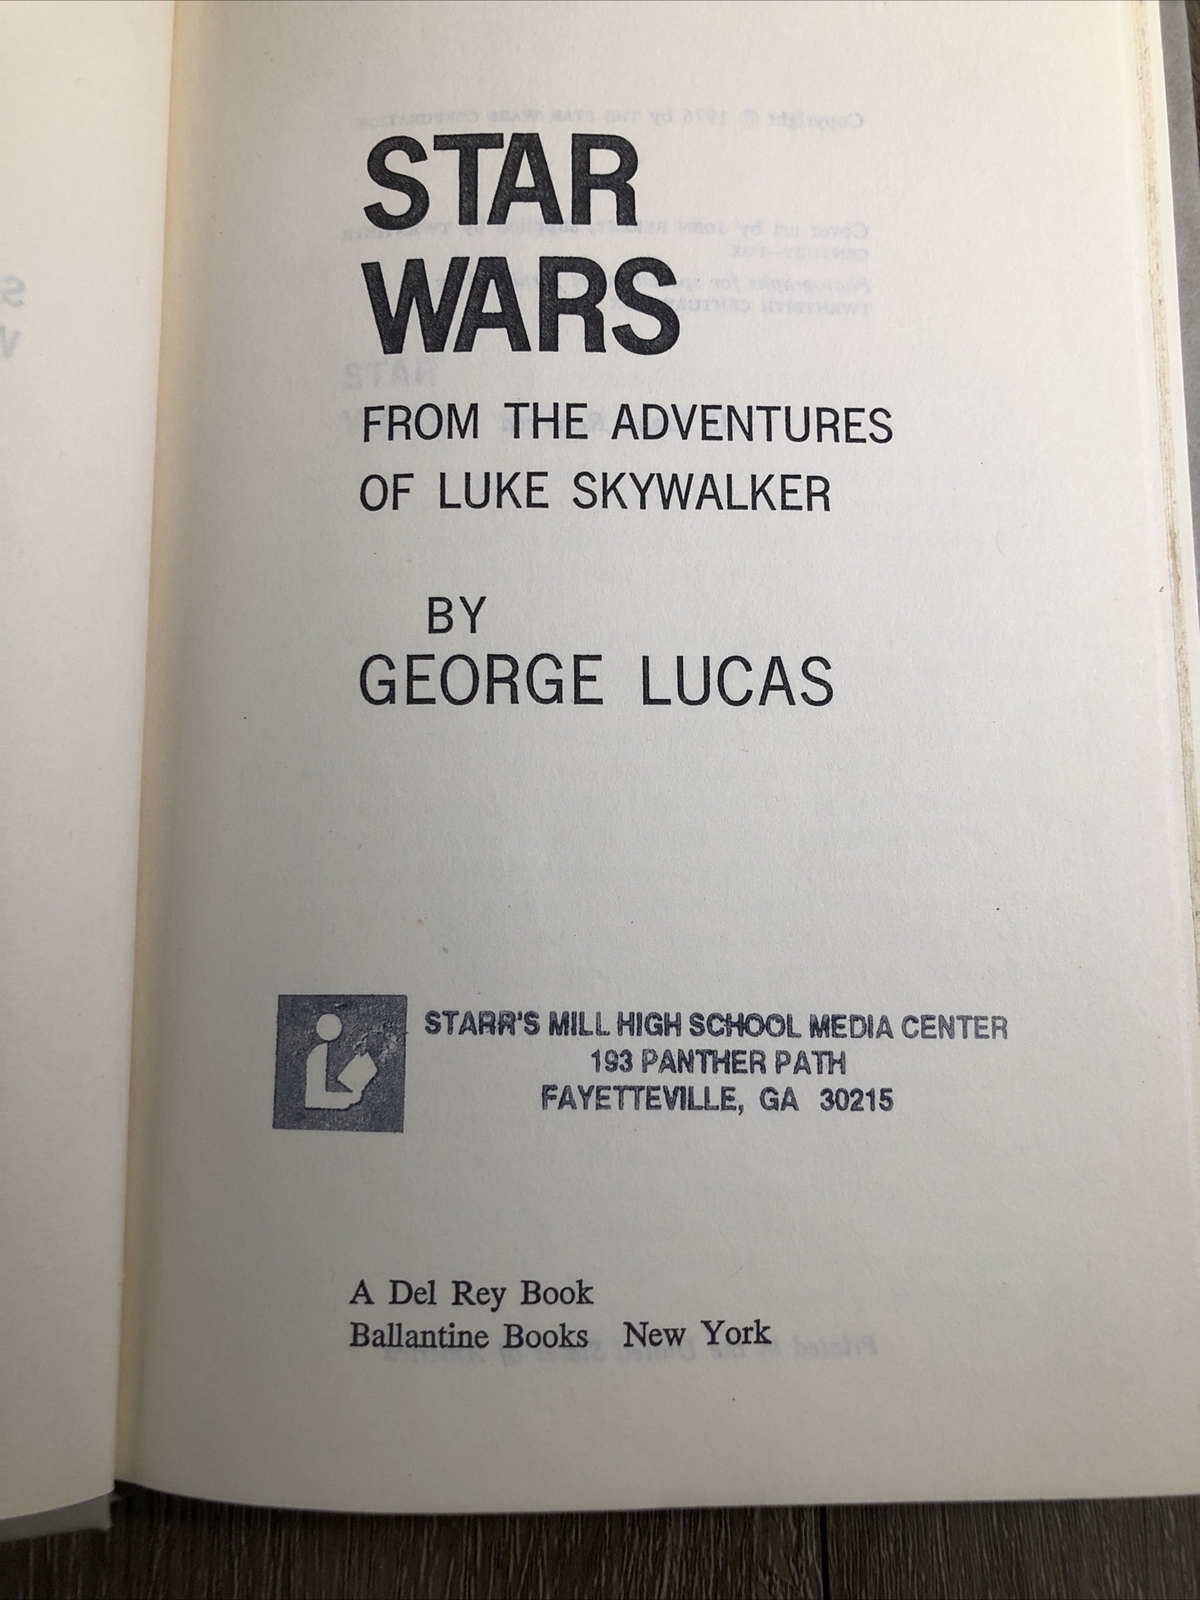 STAR
WARS
FROM THE ADVENTURES
OF LUKE SKYWALKER
BY
GEORGE LUCAS
STARR'S MILL HIGH SCHOOL MEDIA CENTER
193 PANTHER PATH
FAYETTEVILLE, GA 30215
A Del Rey Book
Ballantine Books New York